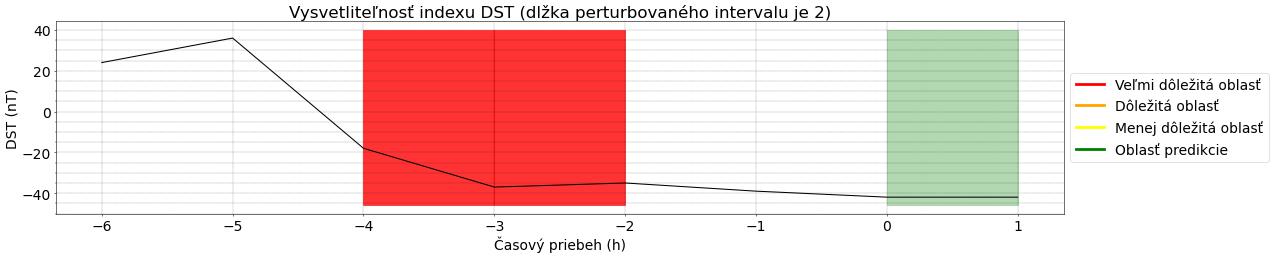 Vysvetliteľnosť indexu DST (dĺžka perturbovaného intervalu je 2)
40
20
0
−20
−40
DST (nT)
−6
−5
−4
−3
−2
−1
0
1
Časový priebeh (h)
Veľmi dôležitá oblasť
Dôležitá oblasť
Menej dôležitá oblasť
Oblasť predikcie